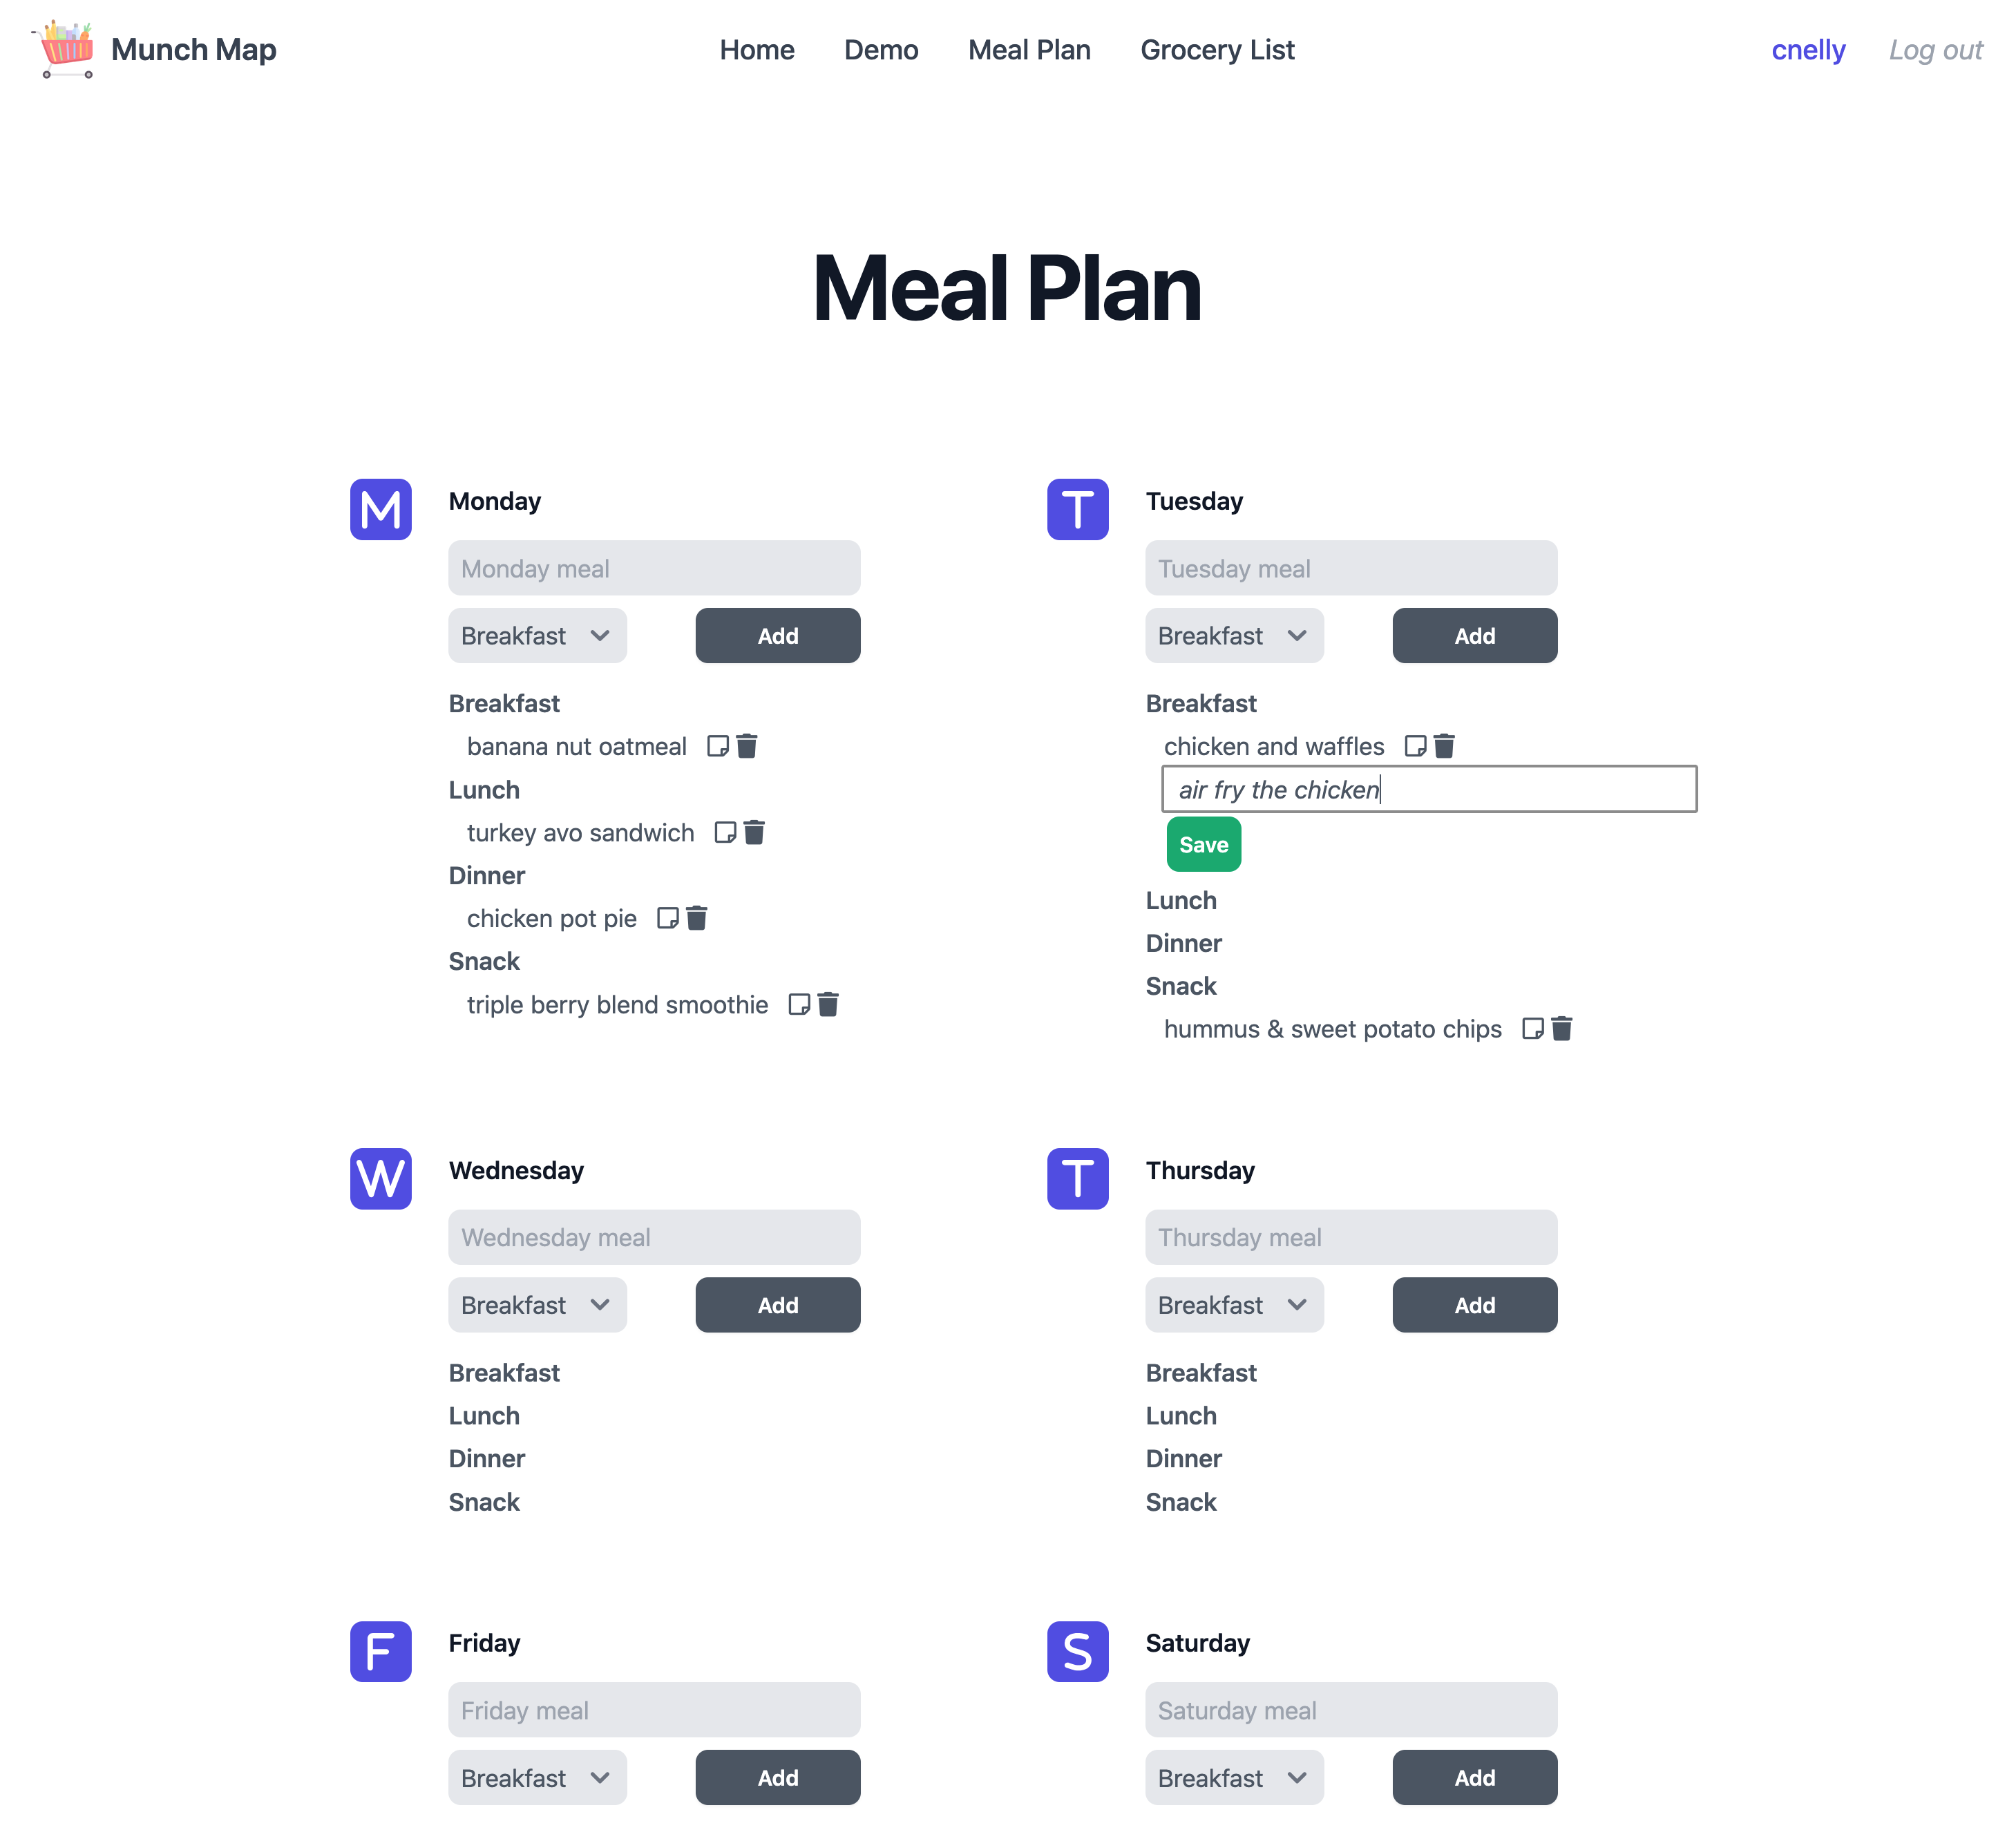 Munch Map Home Demo Meal Plan Grocery List cnelly Log out
Meal Plan
M Monday
Monday meal
Breakfast Add
Breakfast
banana nut oatmeal
Lunch
turkey avo sandwich
Dinner
chicken pot pie
Snack
triple berry blend smoothie
T Tuesday
Tuesday meal
Breakfast Add
Breakfast
chicken and waffles
air fry the chicken
Save
Lunch
Dinner
Snack
hummus & sweet potato chips
W Wednesday
Wednesday meal
Breakfast Add
Breakfast
Lunch
Dinner
Snack
T Thursday
Thursday meal
Breakfast Add
Breakfast
Lunch
Dinner
Snack
F Friday
Friday meal
Breakfast Add
S Saturday
Saturday meal
Breakfast Add